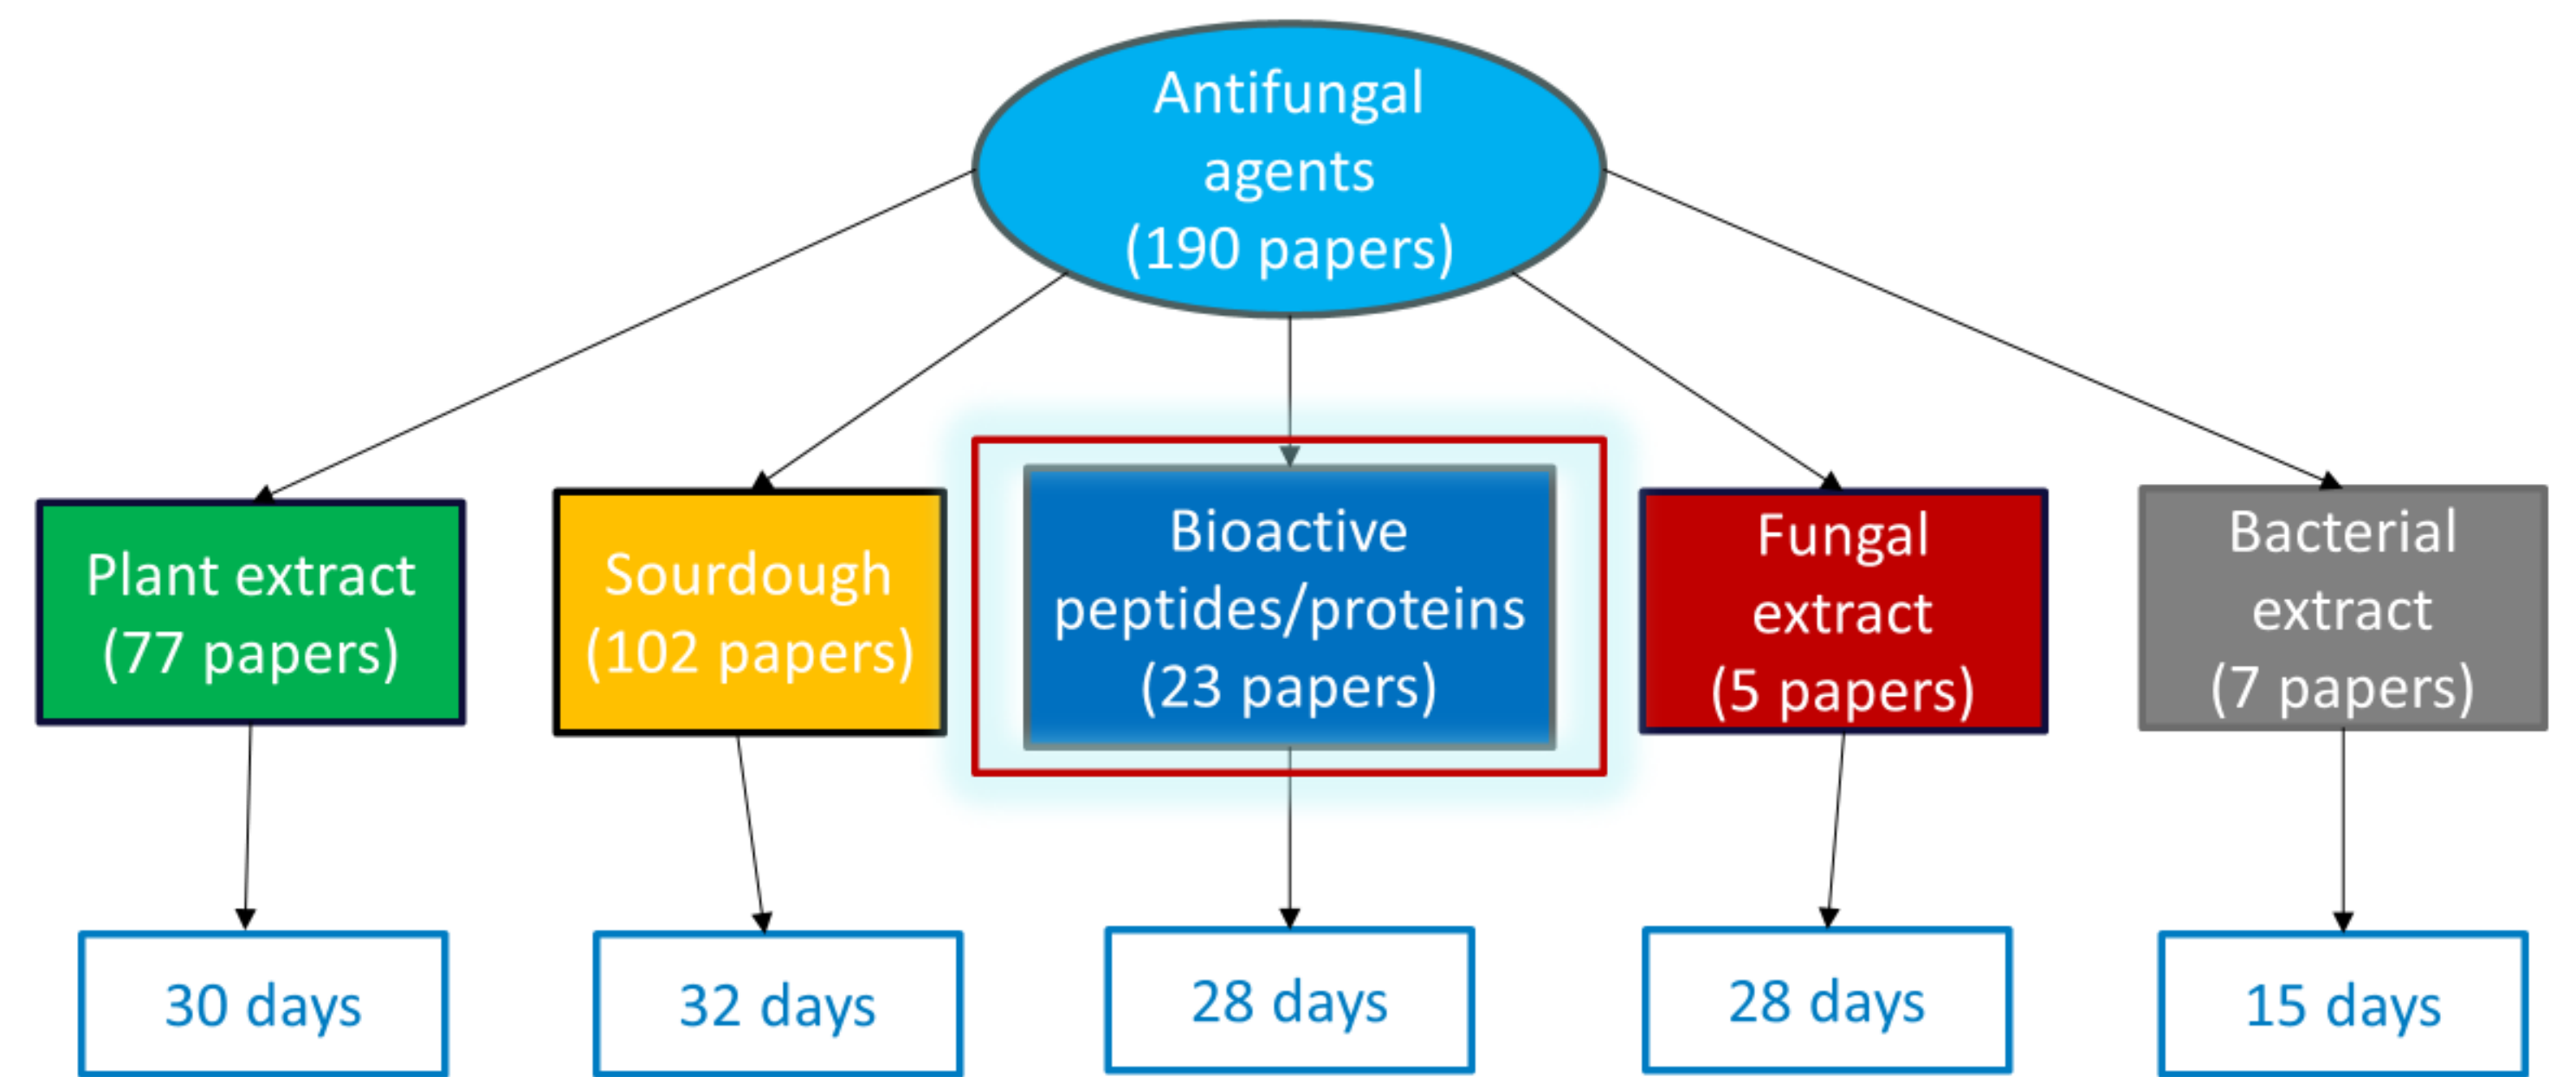 Antifungal
agents
(190 papers)
Plant extract
(77 papers)
Sourdough
(102 papers)
Bioactive
peptides/proteins
(23 papers)
Fungal
extract
(5 papers)
Bacterial
extract
(7 papers)
30 days
32 days
28 days
28 days
15 days